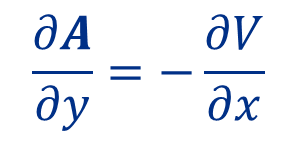 ∂A/∂y = − ∂V/∂x